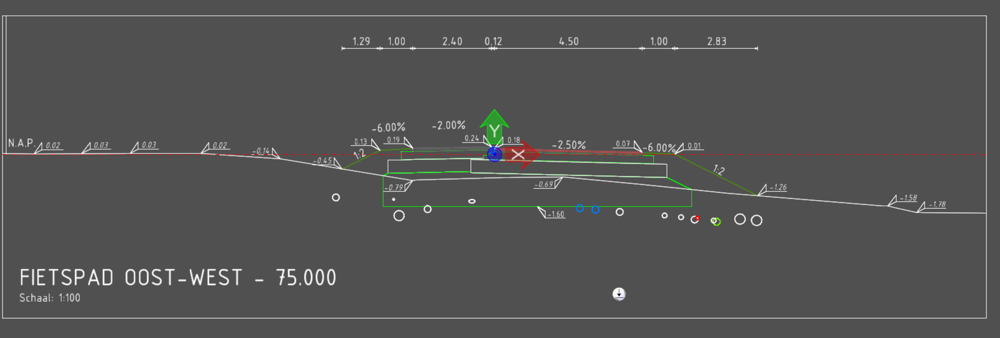 1.29 1.00 2.40 0.12 4.50 1.00 2.83
-6.00% -2.00%
N.A.P. 0.02 0.03 0.03 0.02 -0.14 -0.45 1:2 0.13 0.19 0.24 Y 0.18 X -2.50% 0.07 -6.00% 0.01
1:2
-0.79 -0.69 -1.26
-1.58 -1.78
-1.60
FIETSPAD OOST-WEST - 75.000
Schaal: 1:100